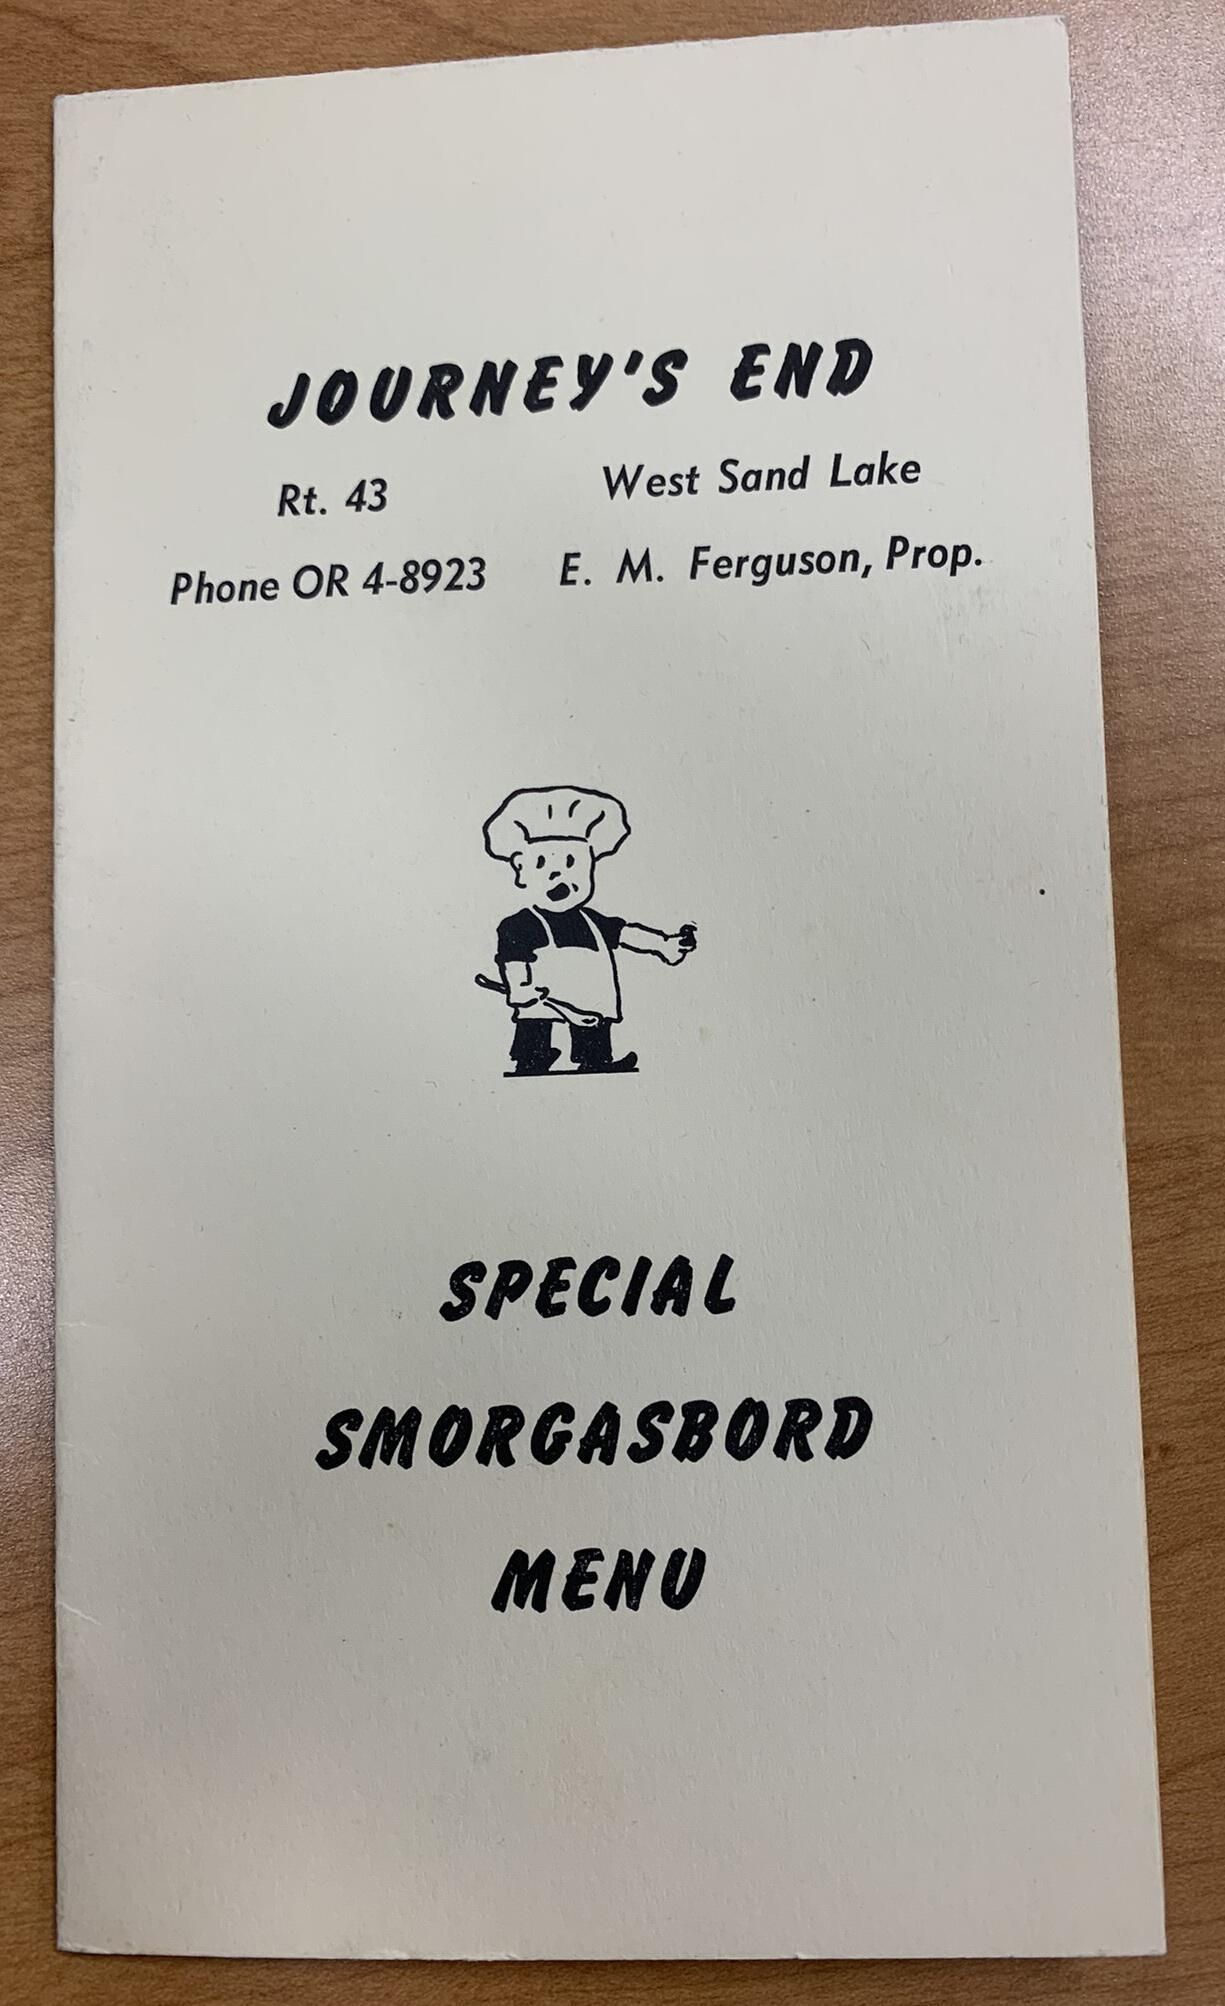 JOURNEY'S END
Rt. 43 West Sand Lake
Phone OR 4-8923 E. M. Ferguson, Prop.
SPECIAL
SMORGASBORD
MENU